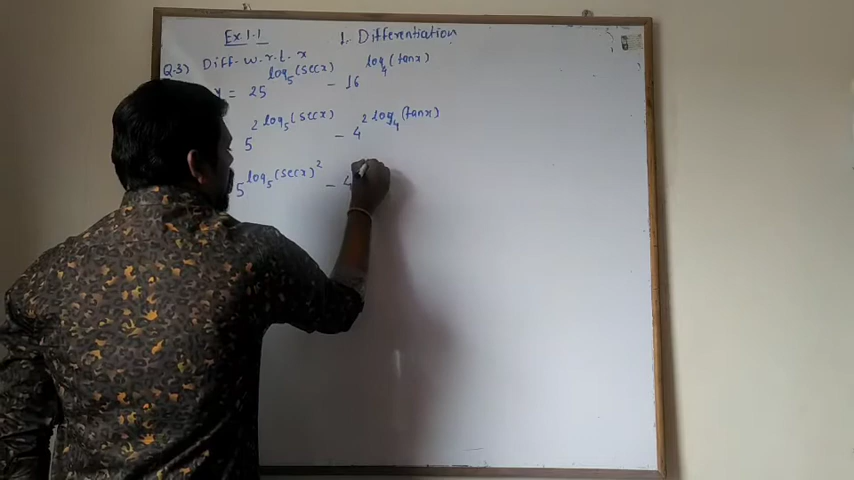 Ex. 1.1 1. Differentiation
Q.3) Diff. w.r.t. x
= 25^log₅(secx) - 16^log₄(tanx)
5^2 log₅(secx) - 4^2 log₄(tanx)
5^log₅(secx)² - 4